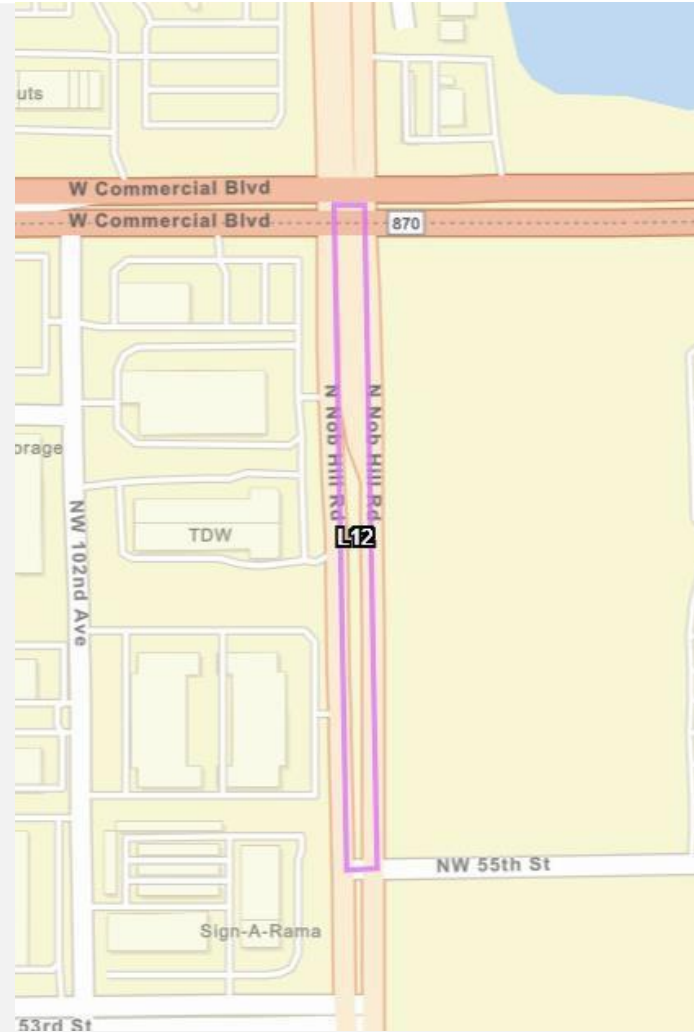 uts
W Commercial Blvd
W Commercial Blvd
870
N Nob Hill Rd
N Nob Hill Rd
orage
NW 102nd Ave
TDW
L12
NW 55th St
Sign-A-Rama
53rd St